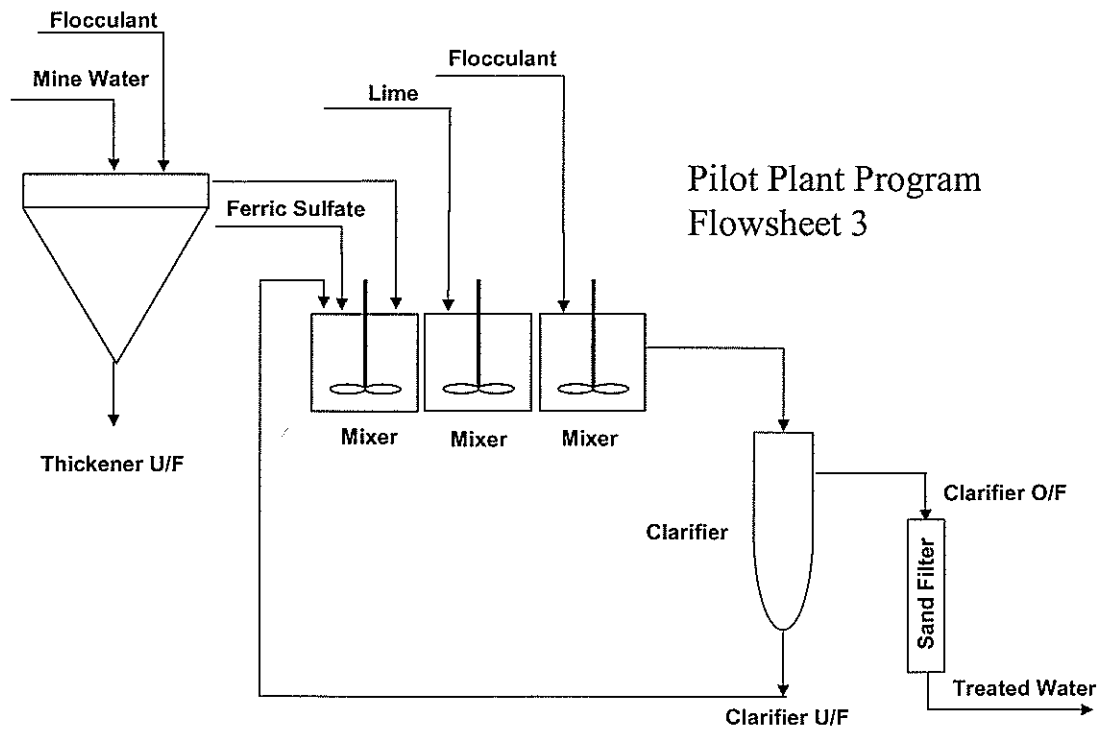 Flocculant
Mine Water
Flocculant
Lime
Pilot Plant Program
Flowsheet 3
Ferric Sulfate
Mixer
Mixer
Mixer
Thickener U/F
Clarifier O/F
Clarifier
Sand Filter
Treated Water
Clarifier U/F